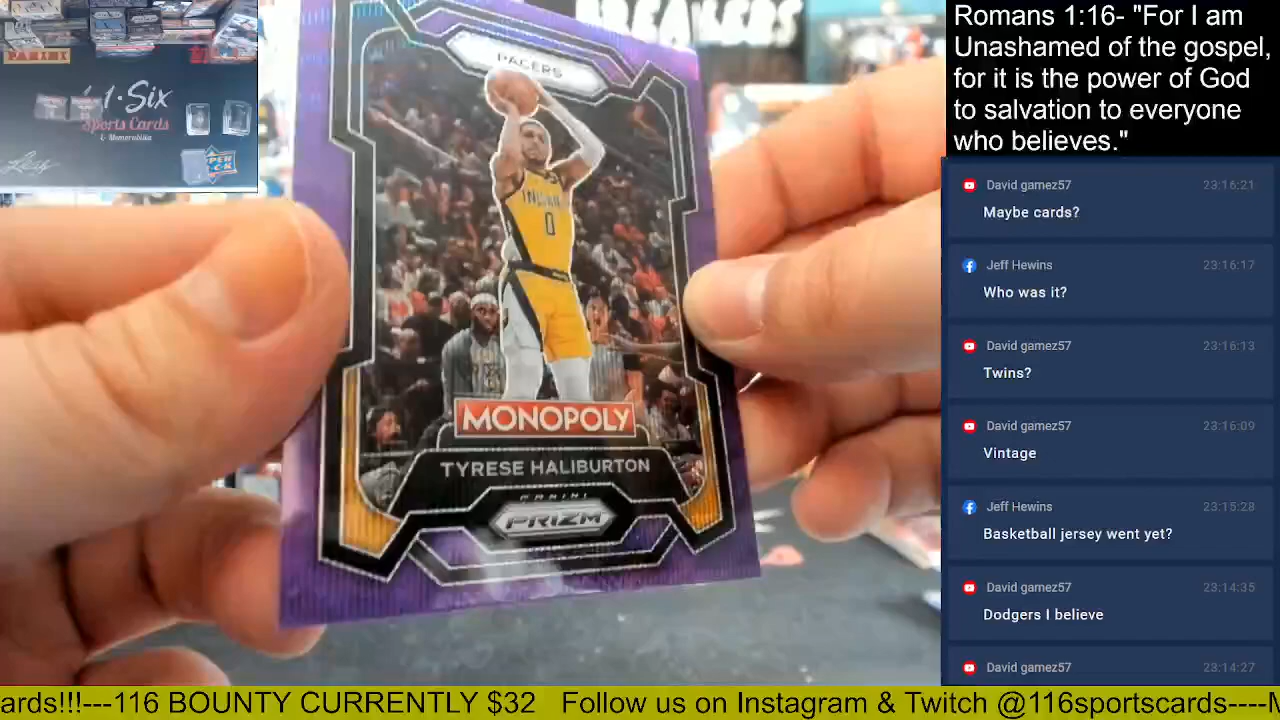 PANINI
1·Six
Sports Cards
& Memorabilia
Leaf
BREAKERS
PACERS
0
MONOPOLY
TYRESE HALIBURTON
PANINI
PRIZM
Romans 1:16- "For I am
Unashamed of the gospel,
for it is the power of God
to salvation to everyone
who believes."
David gamez57 23:16:21
Maybe cards?
Jeff Hewins 23:16:17
Who was it?
David gamez57 23:16:13
Twins?
David gamez57 23:16:09
Vintage
Jeff Hewins 23:15:28
Basketball jersey went yet?
David gamez57 23:14:35
Dodgers I believe
David gamez57 23:14:27
ards!!!---116 BOUNTY CURRENTLY $32 Follow us on Instagram & Twitch @116sportscards----M